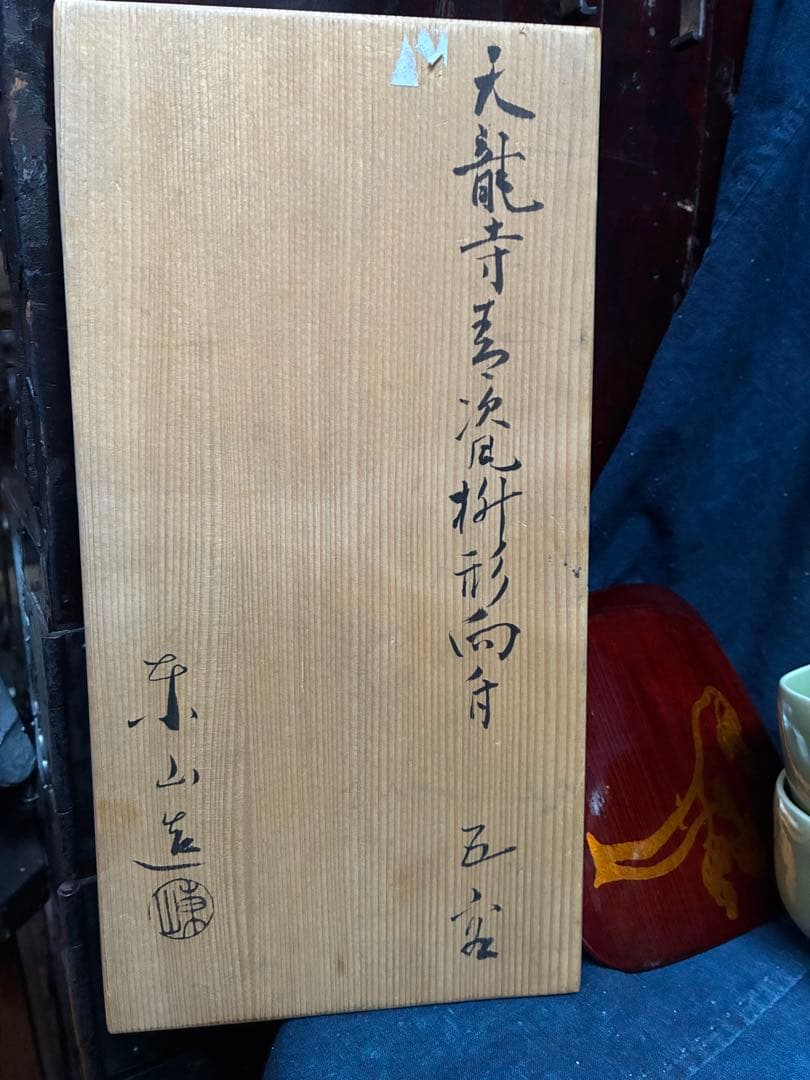 天龍寺青瓷桝形向付 五客
東山造